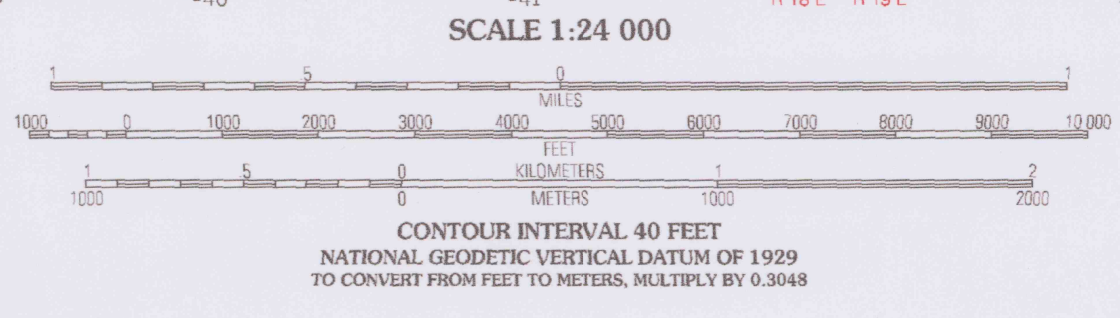 SCALE 1:24 000
1 .5 0 1
MILES
1000 0 1000 2000 3000 4000 5000 6000 7000 8000 9000 10 000
FEET
1 .5 0 KILOMETERS 1 2
1000 0 METERS 1000 2000
CONTOUR INTERVAL 40 FEET
NATIONAL GEODETIC VERTICAL DATUM OF 1929
TO CONVERT FROM FEET TO METERS, MULTIPLY BY 0.3048